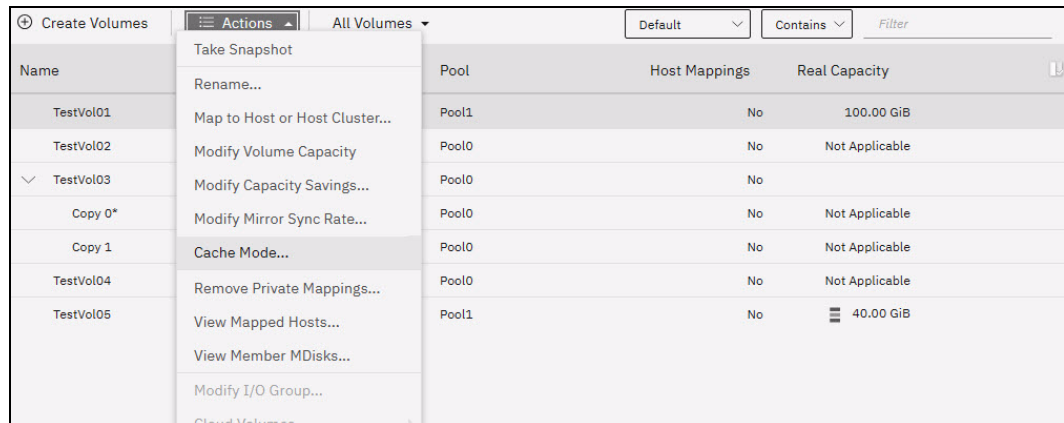 Create Volumes Actions All Volumes Default Contains Filter
Take Snapshot
Name Pool Host Mappings Real Capacity
Rename...
TestVol01 Map to Host or Host Cluster... Pool1 No 100.00 GiB
TestVol02 Modify Volume Capacity Pool0 No Not Applicable
TestVol03 Modify Capacity Savings... Pool0 No
Copy 0* Modify Mirror Sync Rate... Pool0 No Not Applicable
Copy 1 Cache Mode... Pool0 No Not Applicable
TestVol04 Remove Private Mappings... Pool0 No Not Applicable
TestVol05 View Mapped Hosts... Pool1 No 40.00 GiB
View Member MDisks...
Modify I/O Group...
Cloud Volumes